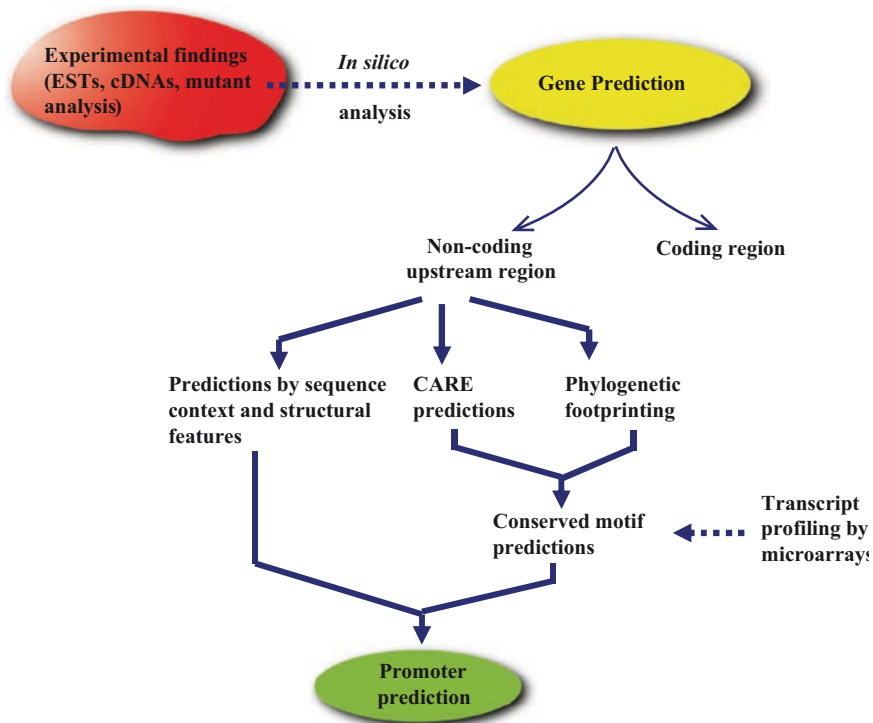 Experimental findings
(ESTs, cDNAs, mutant
analysis)
In silico
analysis
Gene Prediction
Non-coding
upstream region
Coding region
Predictions by sequence
context and structural
features
CARE
predictions
Phylogenetic
footprinting
Conserved motif
predictions
Transcript
profiling by
microarrays
Promoter
prediction